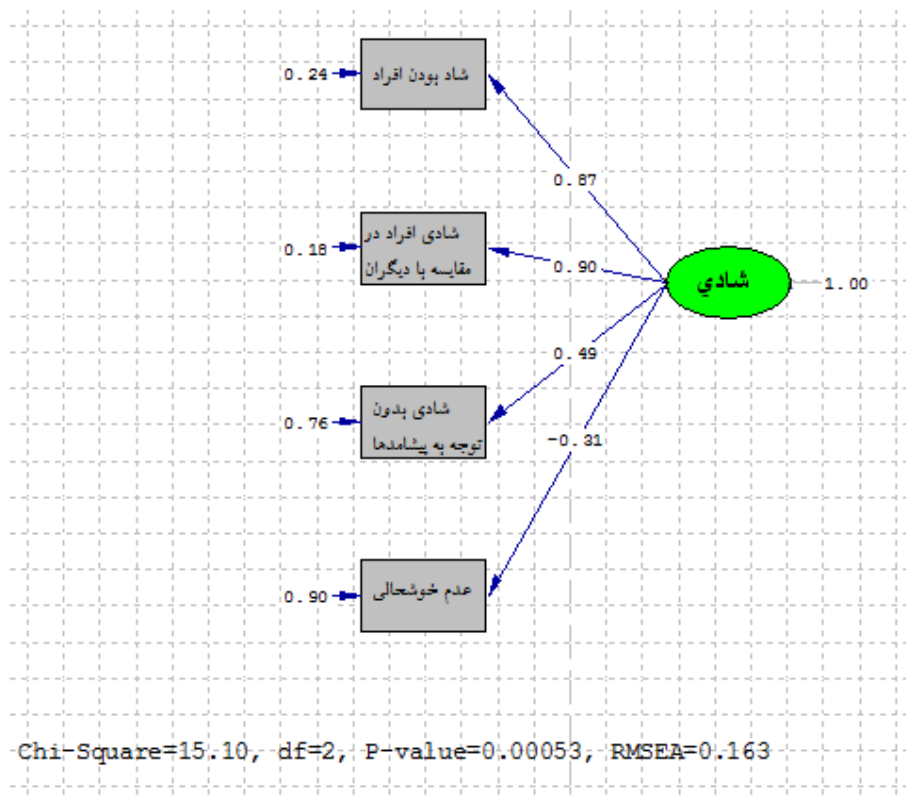 0.24
شاد بودن افراد
0.87
0.18
شادی افراد در
مقایسه با دیگران
0.90
شادي
1.00
0.49
0.76
شادی بدون
توجه به پیشامدها
-0.31
0.90
عدم خوشحالی
Chi-Square=15.10, df=2, P-value=0.00053, RMSEA=0.163